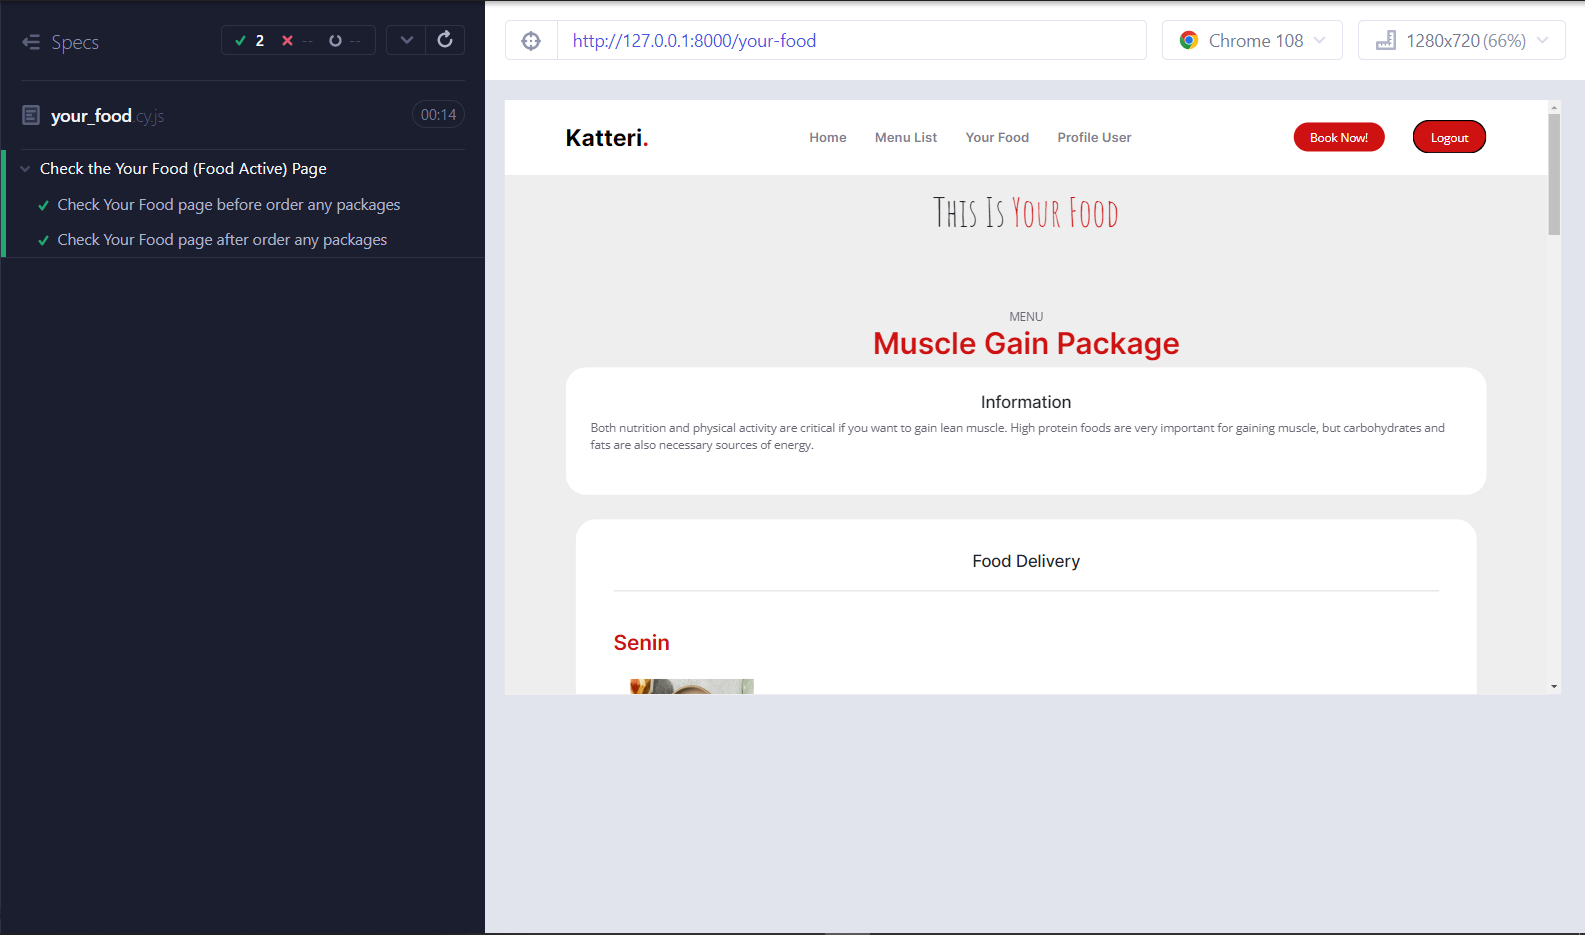 Specs
2 -- --
your_food.cy.js
00:14
Check the Your Food (Food Active) Page
Check Your Food page before order any packages
Check Your Food page after order any packages
http://127.0.0.1:8000/your-food
Chrome 108
1280x720 (66%)
Katteri.
Home Menu List Your Food Profile User
Book Now! Logout
This Is Your Food
MENU
Muscle Gain Package
Information
Both nutrition and physical activity are critical if you want to gain lean muscle. High protein foods are very important for gaining muscle, but carbohydrates and
fats are also necessary sources of energy.
Food Delivery
Senin